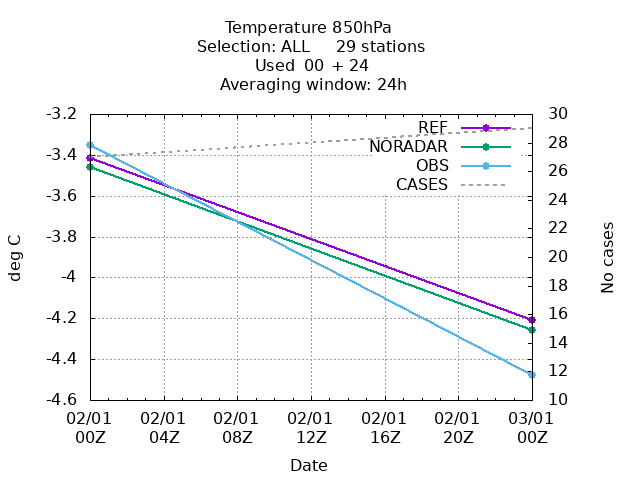 Temperature 850hPa
Selection: ALL 29 stations
Used 00 + 24
Averaging window: 24h
-3.2
-3.4
-3.6
-3.8
-4
-4.2
-4.4
-4.6
deg C
30
28
26
24
22
20
18
16
14
12
10
No cases
REF
NORADAR
OBS
CASES
02/01 02/01 02/01 02/01 02/01 02/01 03/01
00Z 04Z 08Z 12Z 16Z 20Z 00Z
Date